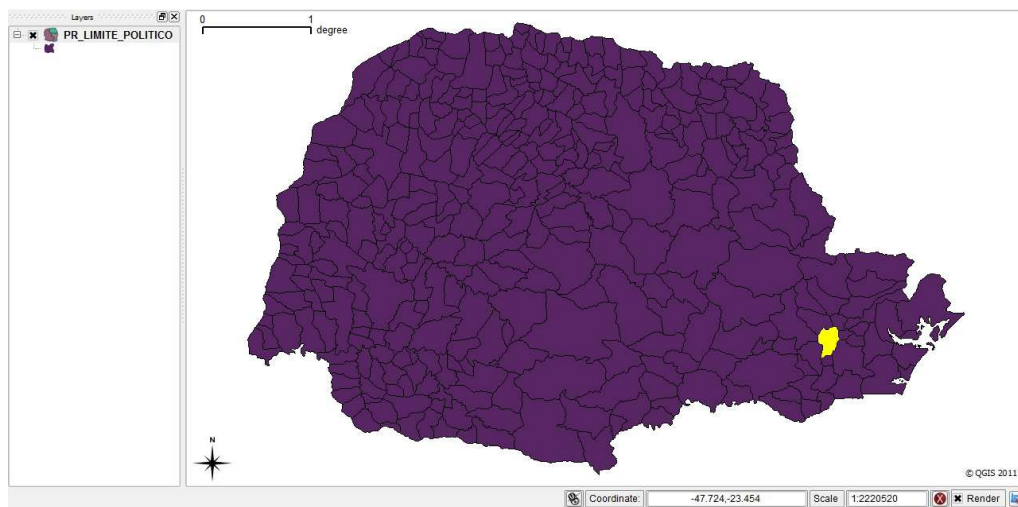 Layers
PR_LIMITE_POLITICO
0 1
degree
N
© QGIS 2011
Coordinate: -47.724,-23.454 Scale 1:2220520 Render